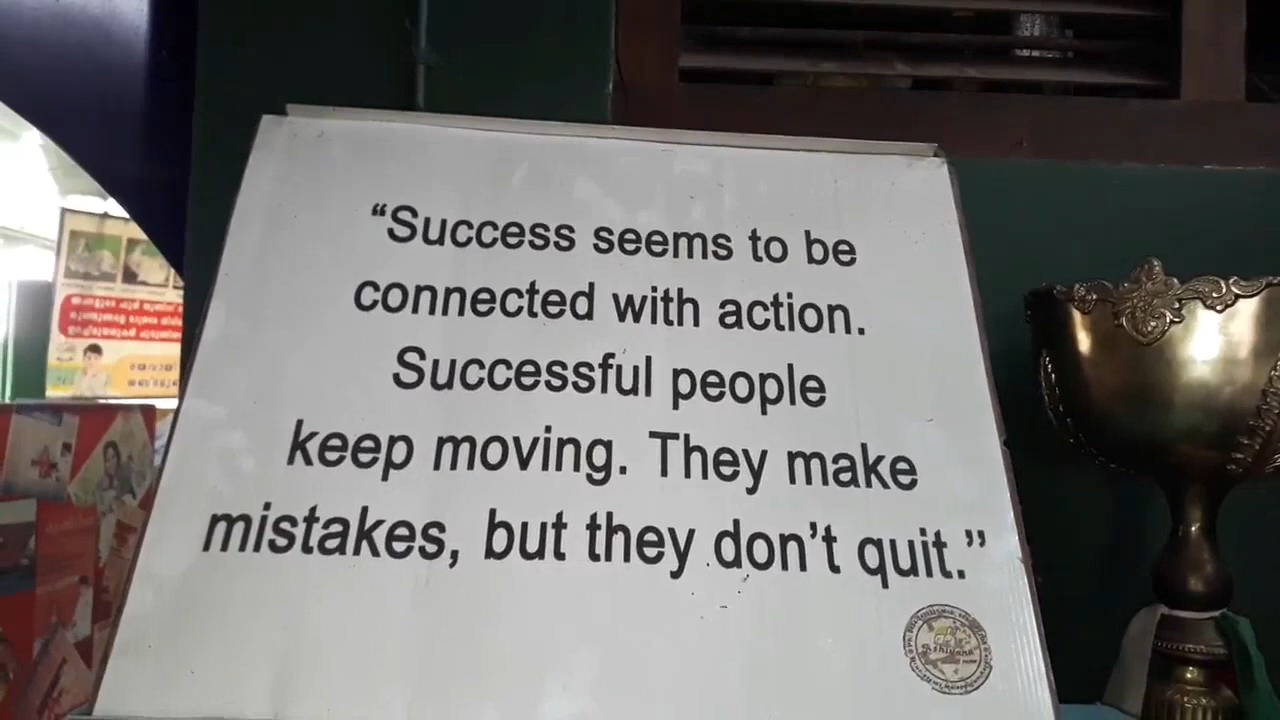 “Success seems to be
connected with action.
Successful people
keep moving. They make
mistakes, but they don’t quit.”